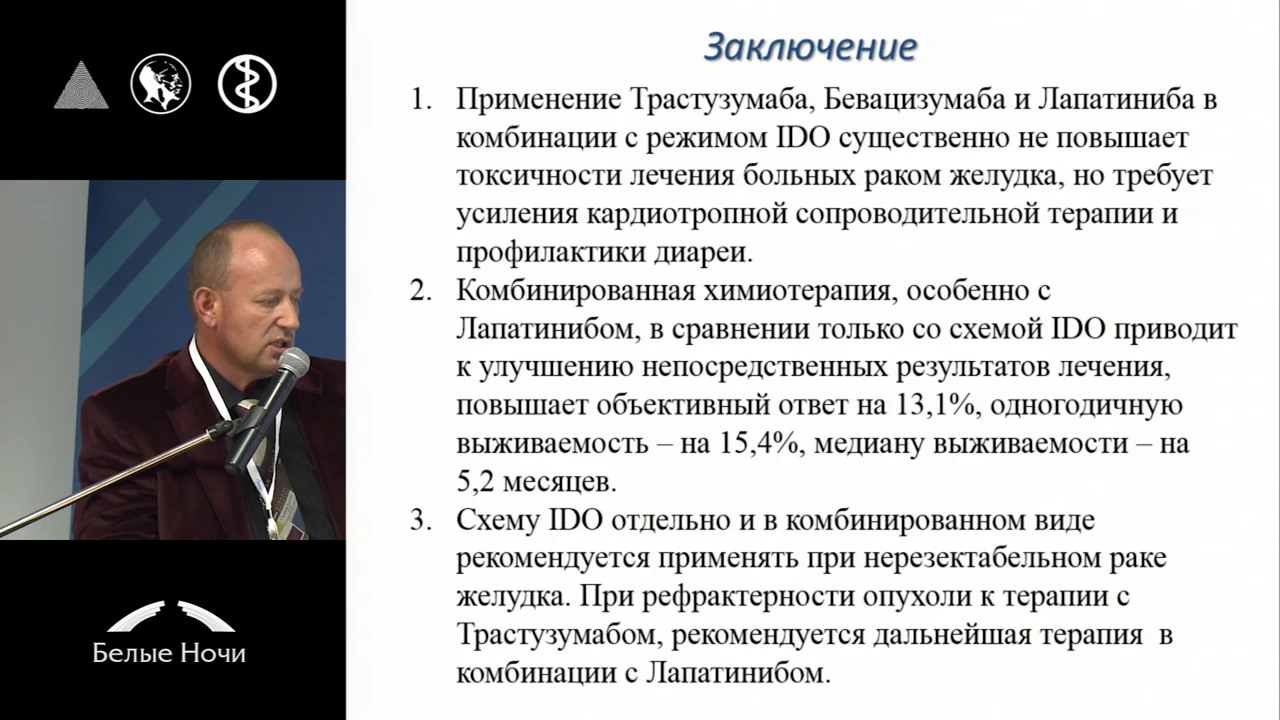 Заключение
1. Применение Трастузумаба, Бевацизумаба и Лапатиниба в
комбинации с режимом IDO существенно не повышает
токсичности лечения больных раком желудка, но требует
усиления кардиотропной сопроводительной терапии и
профилактики диареи.
2. Комбинированная химиотерапия, особенно с
Лапатинибом, в сравнении только со схемой IDO приводит
к улучшению непосредственных результатов лечения,
повышает объективный ответ на 13,1%, одногодичную
выживаемость – на 15,4%, медиану выживаемости – на
5,2 месяцев.
3. Схему IDO отдельно и в комбинированном виде
рекомендуется применять при нерезектабельном раке
желудка. При рефрактерности опухоли к терапии с
Трастузумабом, рекомендуется дальнейшая терапия в
комбинации с Лапатинибом.
Белые Ночи